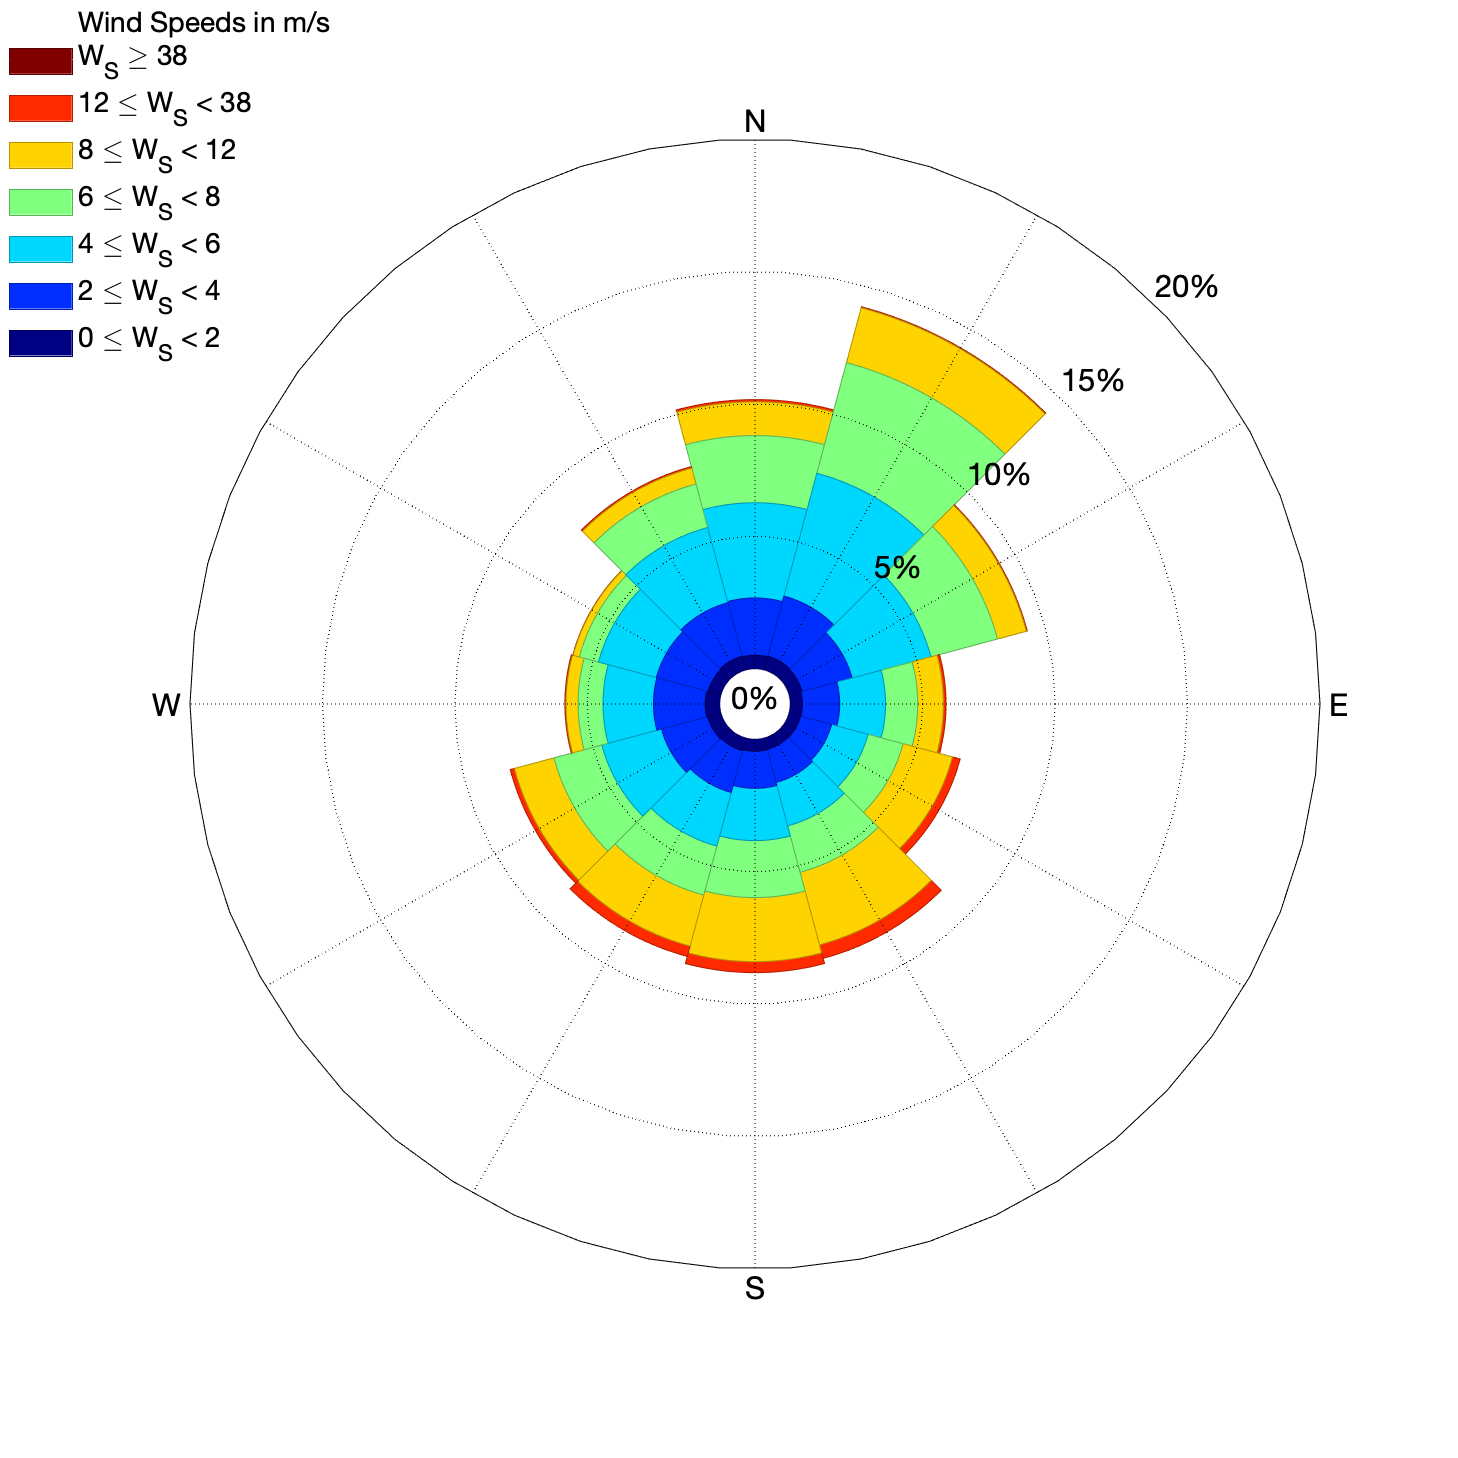 Wind Speeds in m/s
W_S ≥ 38
12 ≤ W_S < 38
8 ≤ W_S < 12
6 ≤ W_S < 8
4 ≤ W_S < 6
2 ≤ W_S < 4
0 ≤ W_S < 2
N
20%
15%
10%
5%
0%
W
E
S